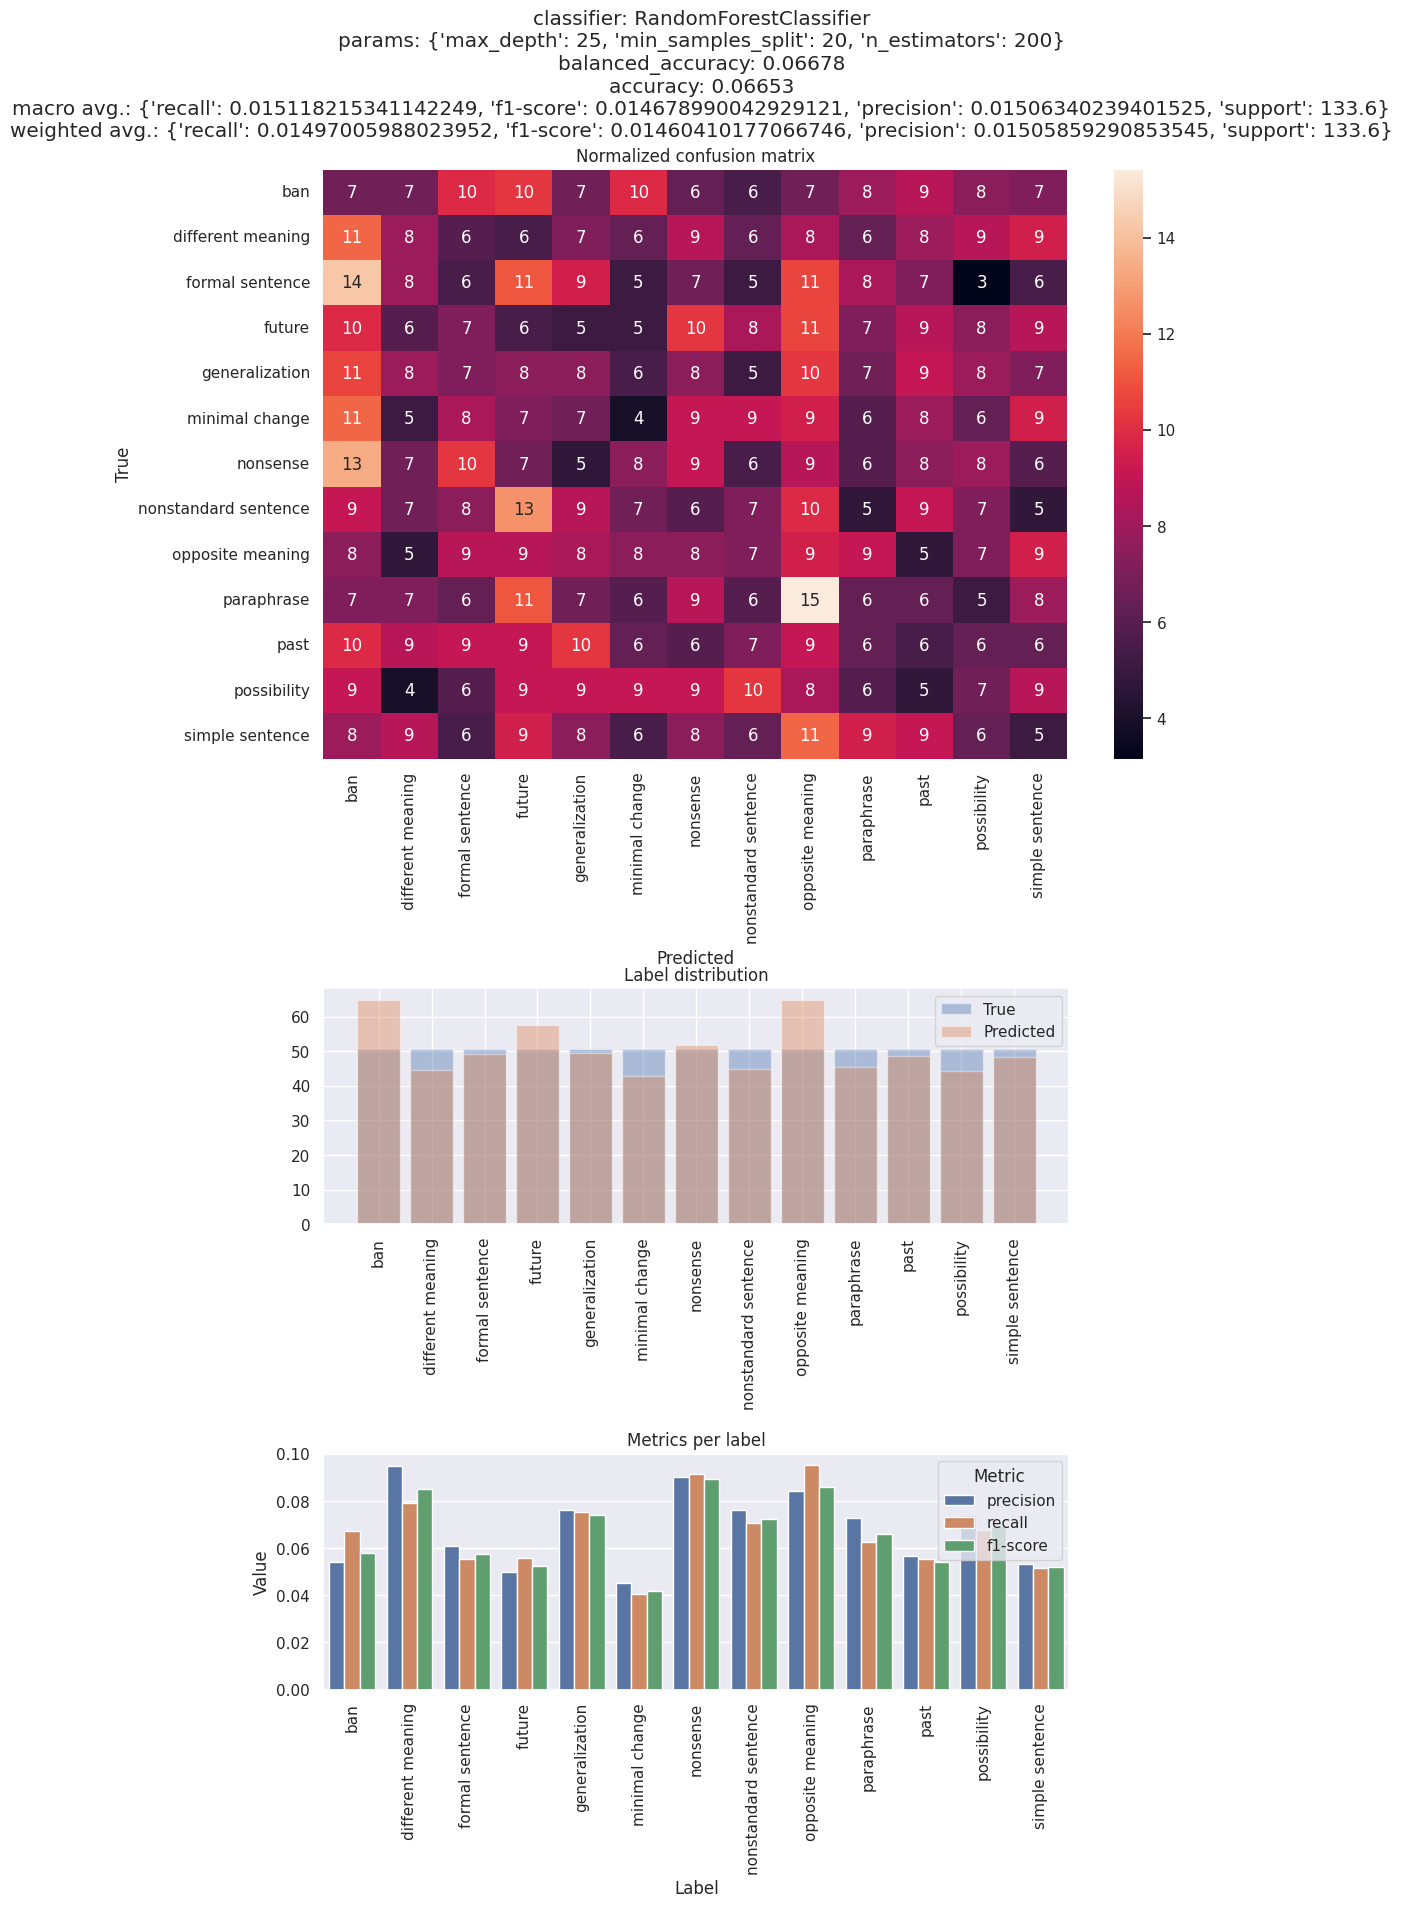 classifier: RandomForestClassifier
params: {'max_depth': 25, 'min_samples_split': 20, 'n_estimators': 200}
balanced_accuracy: 0.06678
accuracy: 0.06653
macro avg.: {'recall': 0.015118215341142249, 'f1-score': 0.014678990042929121, 'precision': 0.01506340239401525, 'support': 133.6}
weighted avg.: {'recall': 0.01497005988023952, 'f1-score': 0.01460410177066746, 'precision': 0.01505859290853545, 'support': 133.6}
Normalized confusion matrix
True
ban 7 7 10 10 7 10 6 6 7 8 9 8 7
different meaning 11 8 6 6 7 6 9 6 8 6 8 9 9
formal sentence 14 8 6 11 9 5 7 5 11 8 7 3 6
future 10 6 7 6 5 5 10 8 11 7 9 8 9
generalization 11 8 7 8 8 6 8 5 10 7 9 8 7
minimal change 11 5 8 7 7 4 9 9 9 6 8 6 9
nonsense 13 7 10 7 5 8 9 6 9 6 8 8 6
nonstandard sentence 9 7 8 13 9 7 6 7 10 5 9 7 5
opposite meaning 8 5 9 9 8 8 8 7 9 9 5 7 9
paraphrase 7 7 6 11 7 6 9 6 15 6 6 5 8
past 10 9 9 9 10 6 6 7 9 6 6 6 6
possibility 9 4 6 9 9 9 9 10 8 6 5 7 9
simple sentence 8 9 6 9 8 6 8 6 11 9 9 6 5
14
12
10
8
6
4
ban
different meaning
formal sentence
future
generalization
minimal change
nonsense
nonstandard sentence
opposite meaning
paraphrase
past
possibility
simple sentence
Predicted
Label distribution
True
Predicted
60
50
40
30
20
10
0
ban
different meaning
formal sentence
future
generalization
minimal change
nonsense
nonstandard sentence
opposite meaning
paraphrase
past
possibility
simple sentence
Metrics per label
Metric
precision
recall
f1-score
Value
0.10
0.08
0.06
0.04
0.02
0.00
ban
different meaning
formal sentence
future
generalization
minimal change
nonsense
nonstandard sentence
opposite meaning
paraphrase
past
possibility
simple sentence
Label